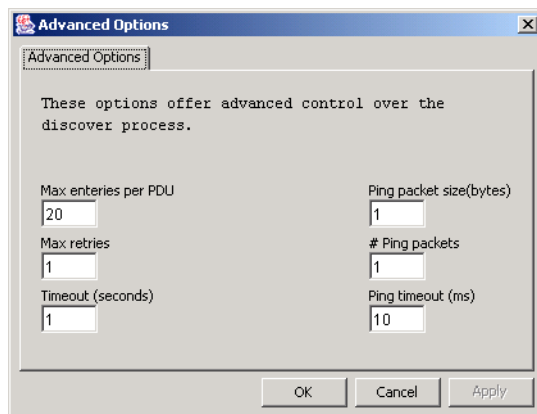 Advanced Options
Advanced Options
These options offer advanced control over the
discover process.
Max enteries per PDU
20
Ping packet size(bytes)
1
Max retries
1
# Ping packets
1
Timeout (seconds)
1
Ping timeout (ms)
10
OK
Cancel
Apply